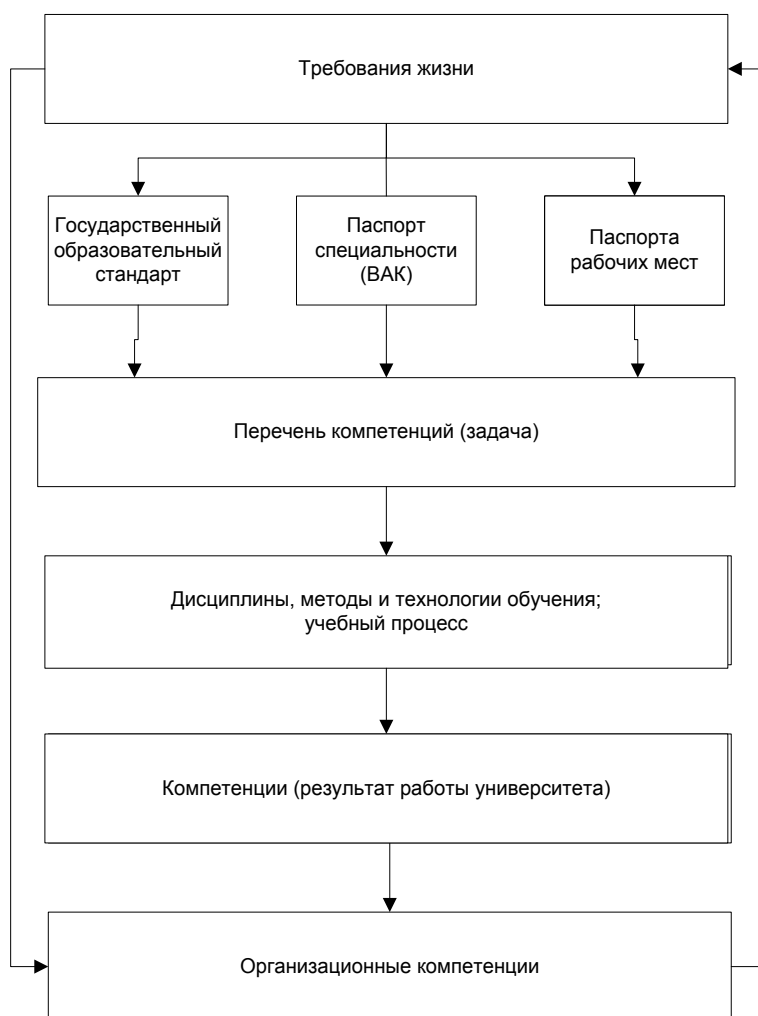 Требования жизни
Государственный
образовательный
стандарт
Паспорт
специальности
(ВАК)
Паспорта
рабочих мест
Перечень компетенций (задача)
Дисциплины, методы и технологии обучения;
учебный процесс
Компетенции (результат работы университета)
Организационные компетенции